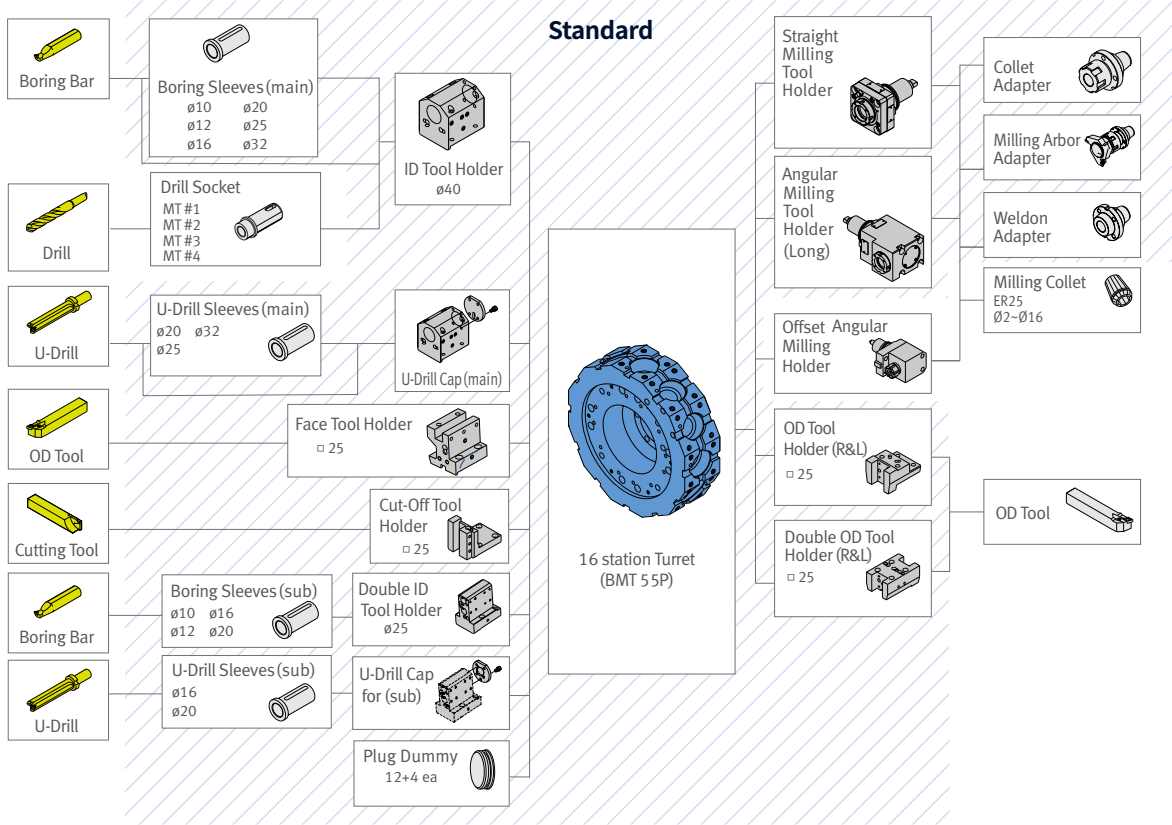 Standard
Boring Bar
Boring Sleeves (main)
ø10 ø20
ø12 ø25
ø16 ø32
ID Tool Holder
ø40
Drill
Drill Socket
MT #1
MT #2
MT #3
MT #4
U-Drill
U-Drill Sleeves (main)
ø20 ø32
ø25
U-Drill Cap (main)
OD Tool
Face Tool Holder
□ 25
Cutting Tool
Cut-Off Tool
Holder
□ 25
Boring Bar
Boring Sleeves (sub)
ø10 ø16
ø12 ø20
Double ID
Tool Holder
ø25
U-Drill
U-Drill Sleeves (sub)
ø16
ø20
U-Drill Cap
for (sub)
Plug Dummy
12+4 ea
16 station Turret
(BMT 55P)
Straight
Milling
Tool
Holder
Angular
Milling
Tool
Holder
(Long)
Offset Angular
Milling
Holder
OD Tool
Holder (R&L)
□ 25
Double OD Tool
Holder (R&L)
□ 25
Collet
Adapter
Milling Arbor
Adapter
Weldon
Adapter
Milling Collet
ER25
Ø2~Ø16
OD Tool